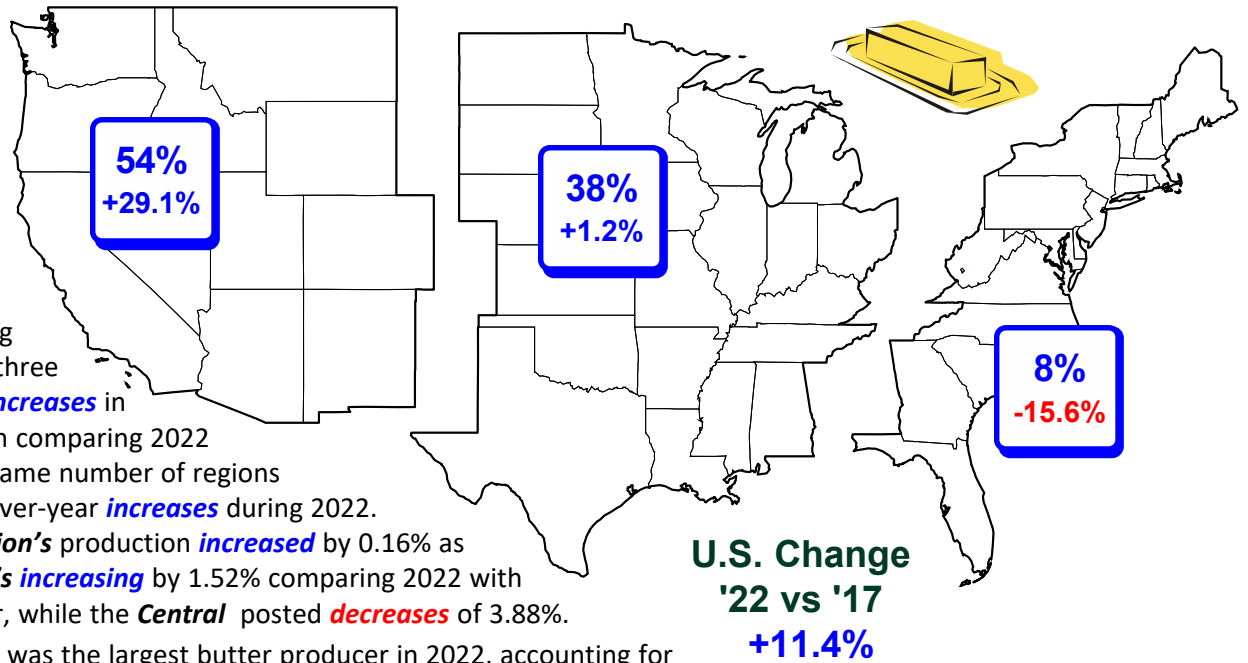 54%
+29.1%
38%
+1.2%
8%
-15.6%
three
increases in
comparing 2022
ame number of regions
ver-year increases during 2022.
ion's production increased by 0.16% as
's increasing by 1.52% comparing 2022 with
, while the Central posted decreases of 3.88%.
was the largest butter producer in 2022, accounting for
U.S. Change
'22 vs '17
+11.4%